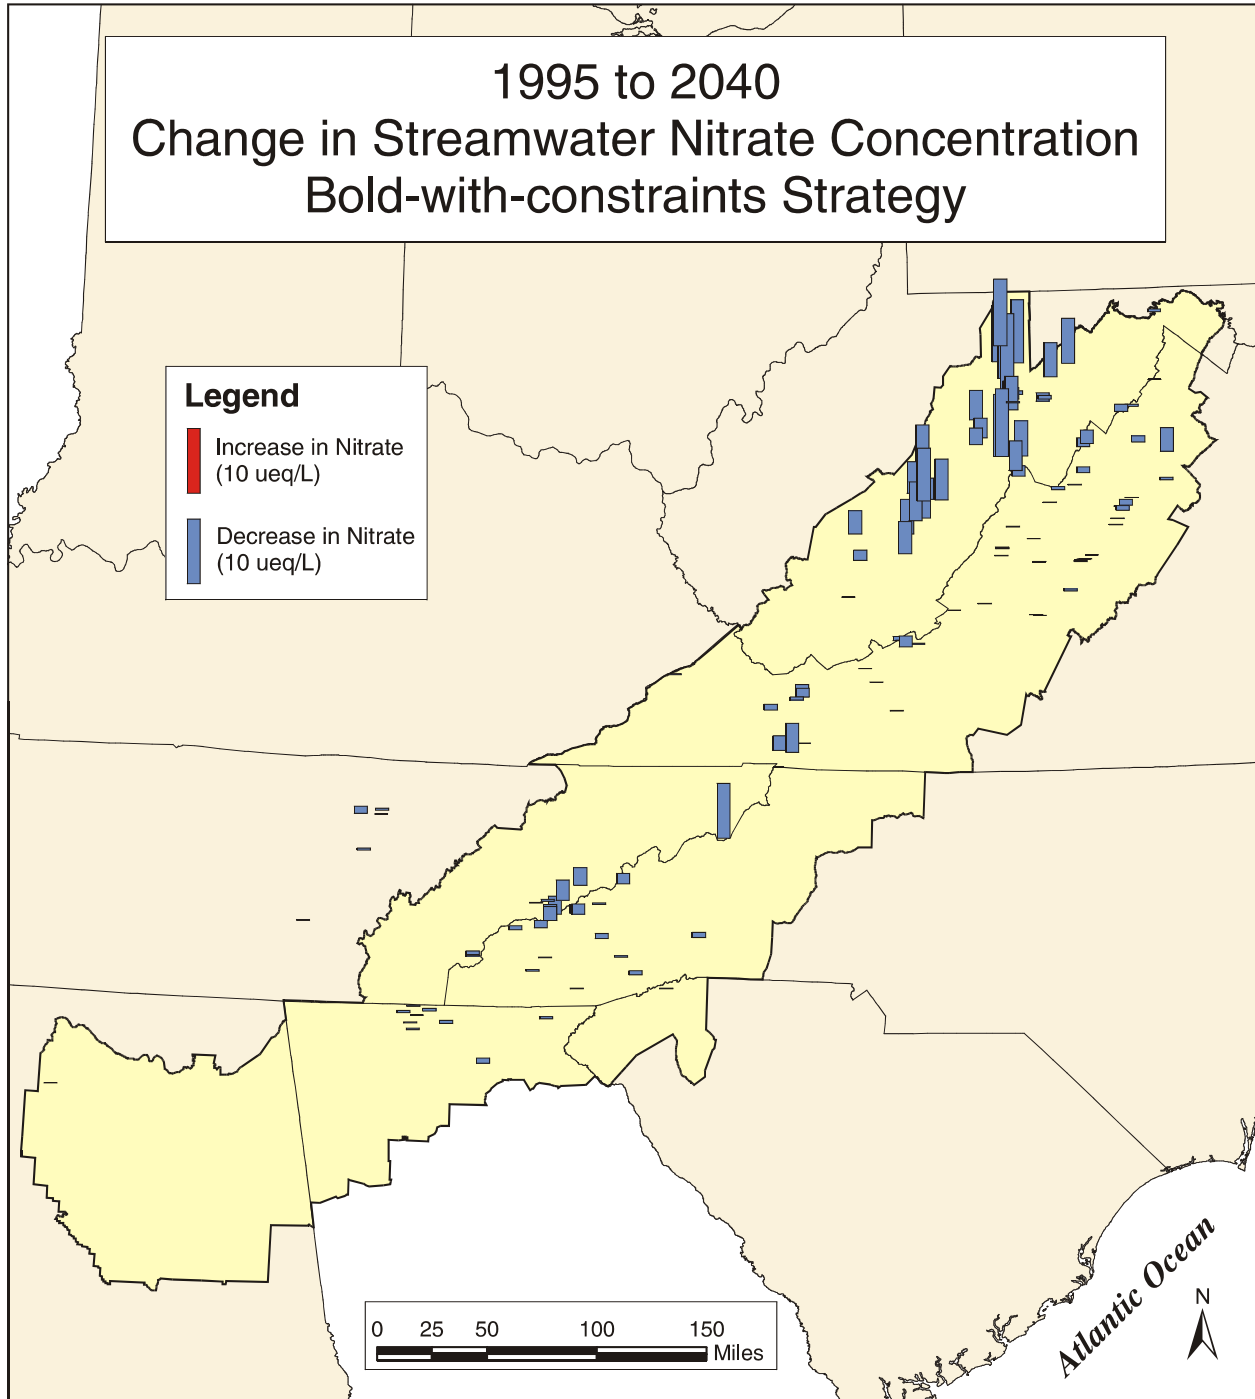 1995 to 2040
Change in Streamwater Nitrate Concentration
Bold-with-constraints Strategy
Legend
Increase in Nitrate
(10 ueq/L)
Decrease in Nitrate
(10 ueq/L)
Atlantic Ocean
N
0 25 50 100 150
Miles